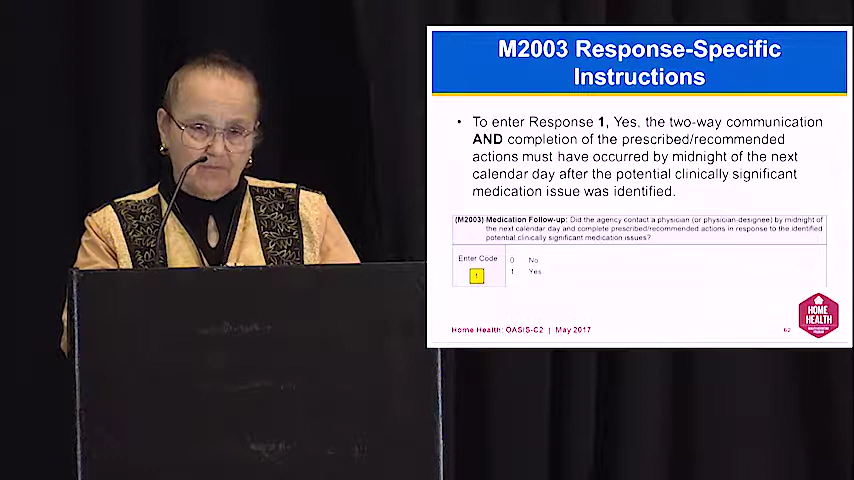 M2003 Response-Specific
Instructions
• To enter Response 1, Yes, the two-way communication
AND completion of the prescribed/recommended
actions must have occurred by midnight of the next
calendar day after the potential clinically significant
medication issue was identified.
(M2003) Medication Follow-up: Did the agency contact a physician (or physician-designee) by midnight of
the next calendar day and complete prescribed/recommended actions in response to the identified
potential clinically significant medication issues?
Enter Code
1
0 No
1 Yes
Home Health: OASIS-C2 | May 2017
62
HOME
HEALTH